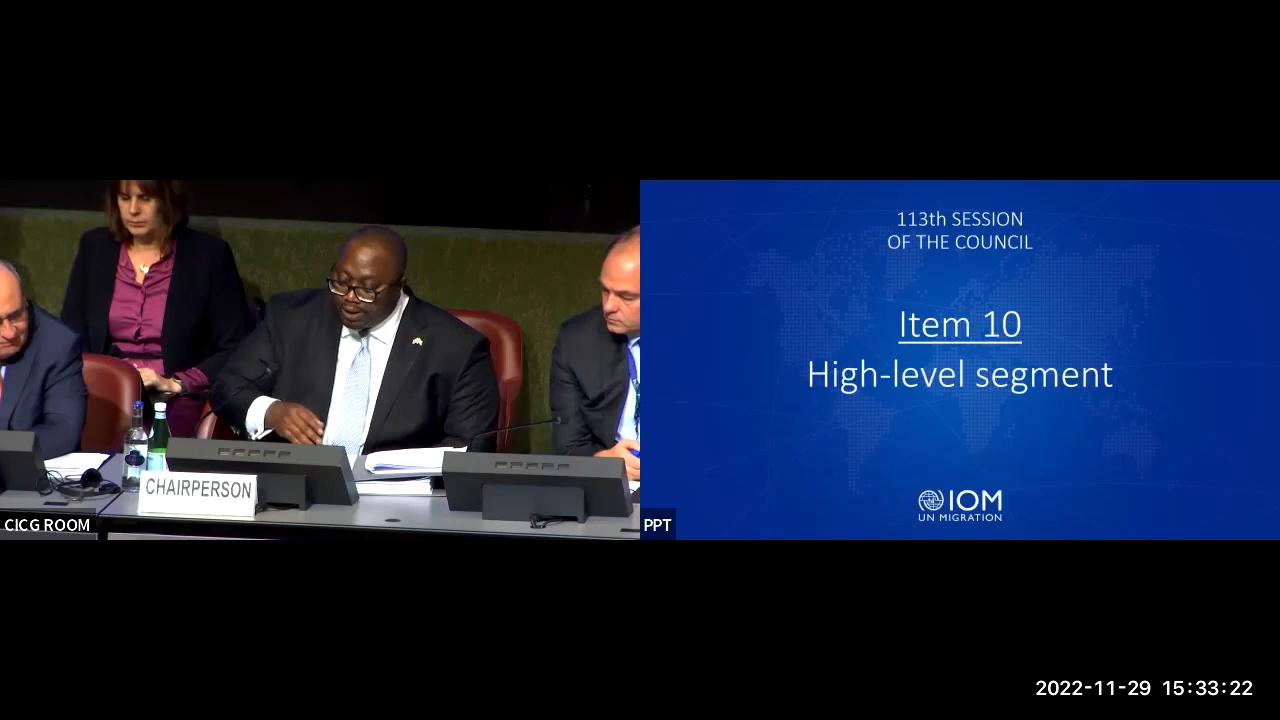 CHAIRPERSON
CICG ROOM
113th SESSION
OF THE COUNCIL
Item 10
High-level segment
IOM
UN MIGRATION
PPT
2022-11-29 15:33:22